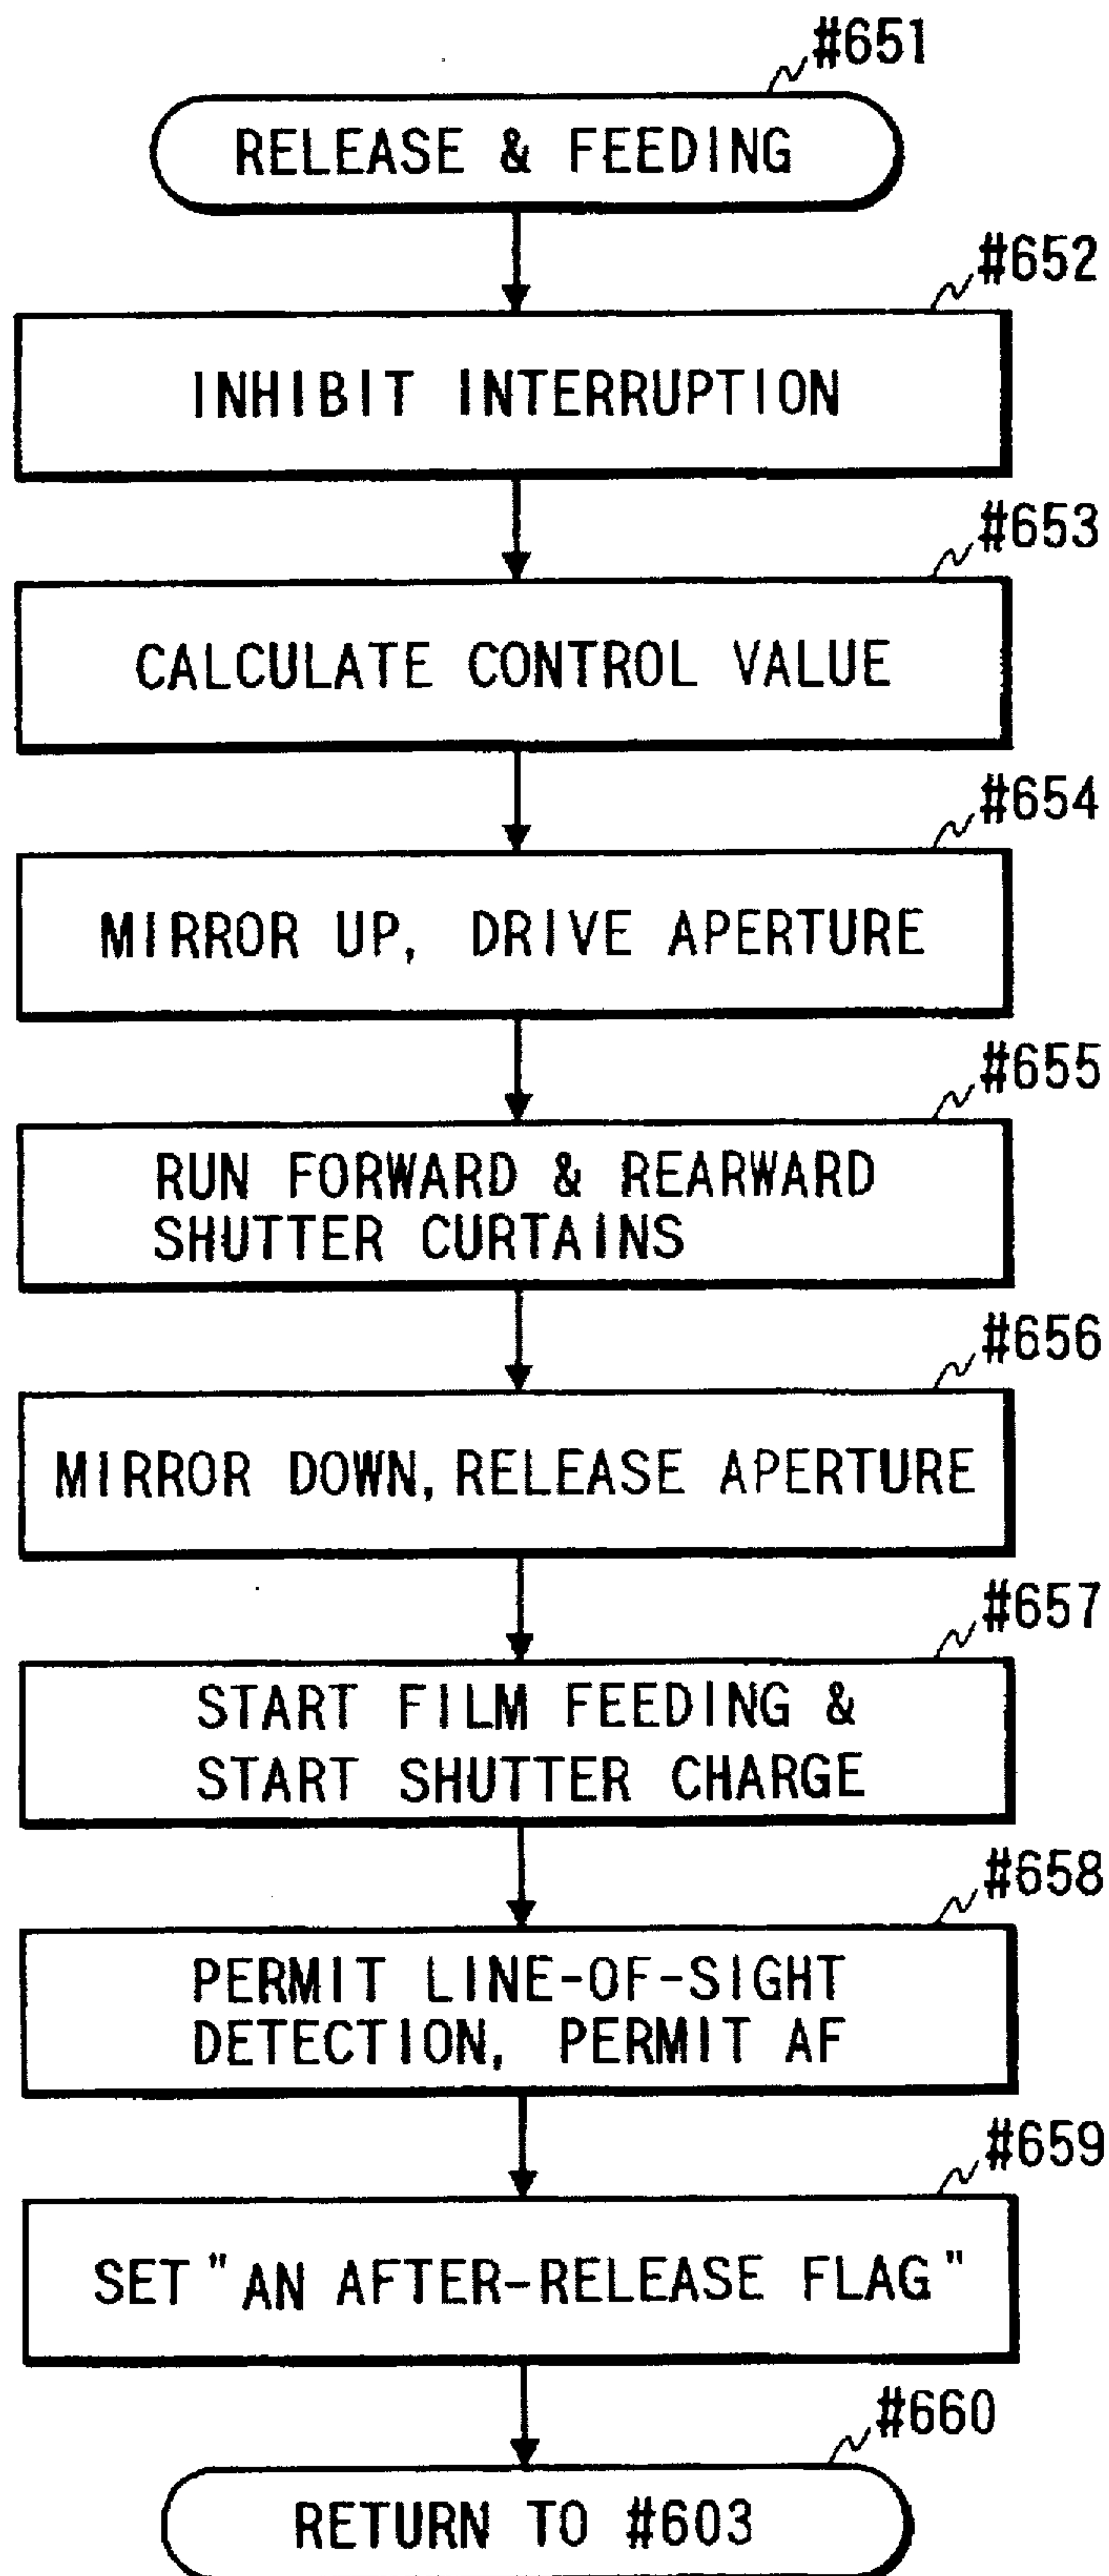 #651
RELEASE & FEEDING
#652
INHIBIT INTERRUPTION
#653
CALCULATE CONTROL VALUE
#654
MIRROR UP, DRIVE APERTURE
#655
RUN FORWARD & REARWARD
SHUTTER CURTAINS
#656
MIRROR DOWN, RELEASE APERTURE
#657
START FILM FEEDING &
START SHUTTER CHARGE
#658
PERMIT LINE-OF-SIGHT
DETECTION, PERMIT AF
#659
SET "AN AFTER-RELEASE FLAG"
#660
RETURN TO #603